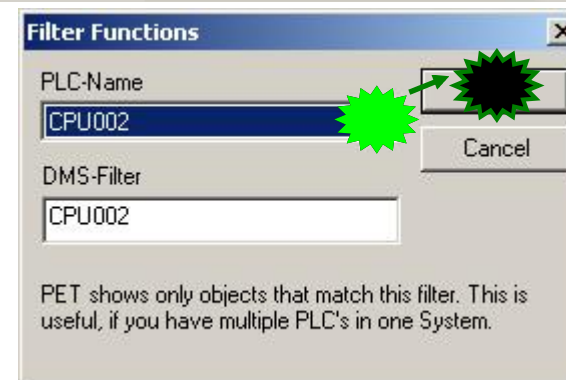 Filter Functions
PLC-Name
CPU002
Cancel
DMS-Filter
CPU002
PET shows only objects that match this filter. This is
useful, if you have multiple PLC's in one System.